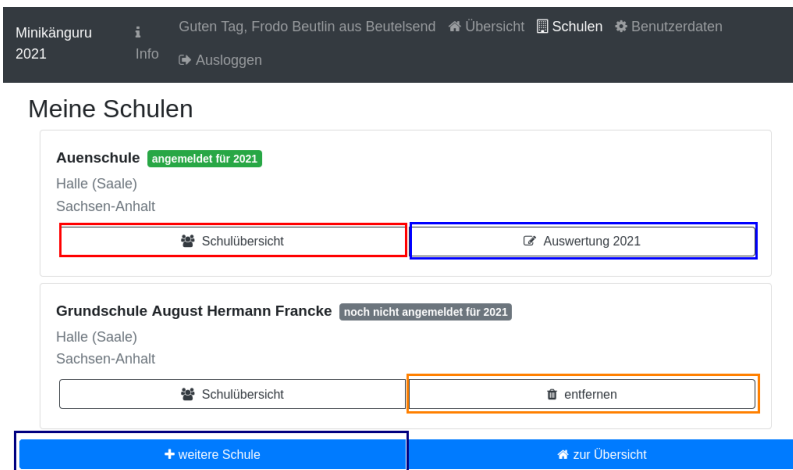 Minikänguru 2021
Info
Guten Tag, Frodo Beutlin aus Beutelsend Übersicht Schulen Benutzerdaten
Ausloggen
Meine Schulen
Auenschule angemeldet für 2021
Halle (Saale)
Sachsen-Anhalt
Schulübersicht Auswertung 2021
Grundschule August Hermann Francke noch nicht angemeldet für 2021
Halle (Saale)
Sachsen-Anhalt
Schulübersicht entfernen
weitere Schule zur Übersicht